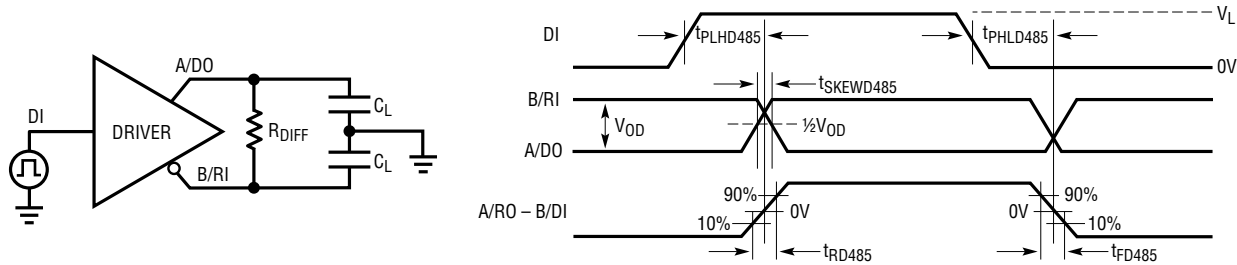 DI
DRIVER
A/DO
B/RI
RDIFF
CL
CL
DI
tPLHD485
tPHLD485
VL
0V
B/RI
A/DO
VOD
tSKEWD485
½VOD
A/RO – B/DI
90%
10%
0V
tRD485
90%
0V
10%
tFD485